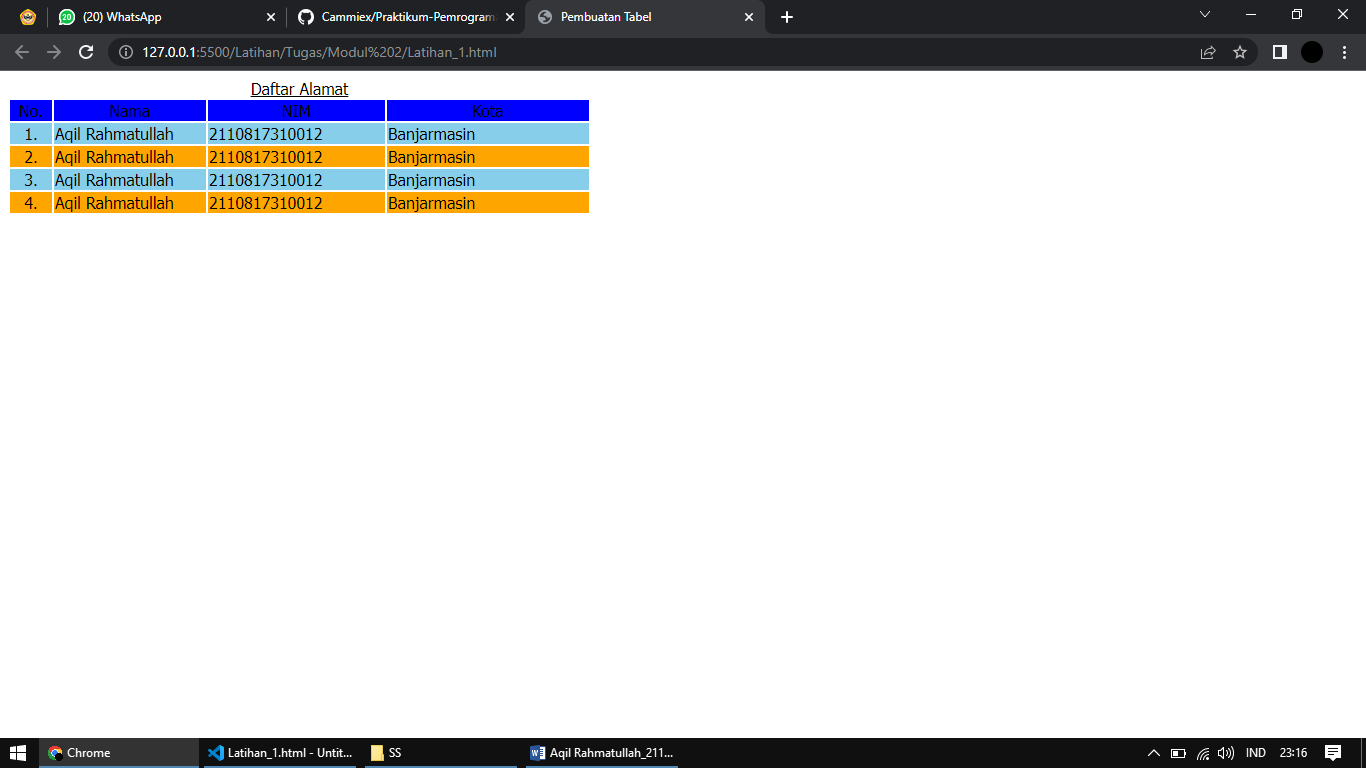 (20) WhatsApp
Cammiex/Praktikum-Pemrogram
Pembuatan Tabel
127.0.0.1:5500/Latihan/Tugas/Modul%202/Latihan_1.html
Daftar Alamat
No. Nama NIM Kota
1. Aqil Rahmatullah 2110817310012 Banjarmasin
2. Aqil Rahmatullah 2110817310012 Banjarmasin
3. Aqil Rahmatullah 2110817310012 Banjarmasin
4. Aqil Rahmatullah 2110817310012 Banjarmasin
Chrome
Latihan_1.html - Untit...
SS
Aqil Rahmatullah_211...
IND
23:16